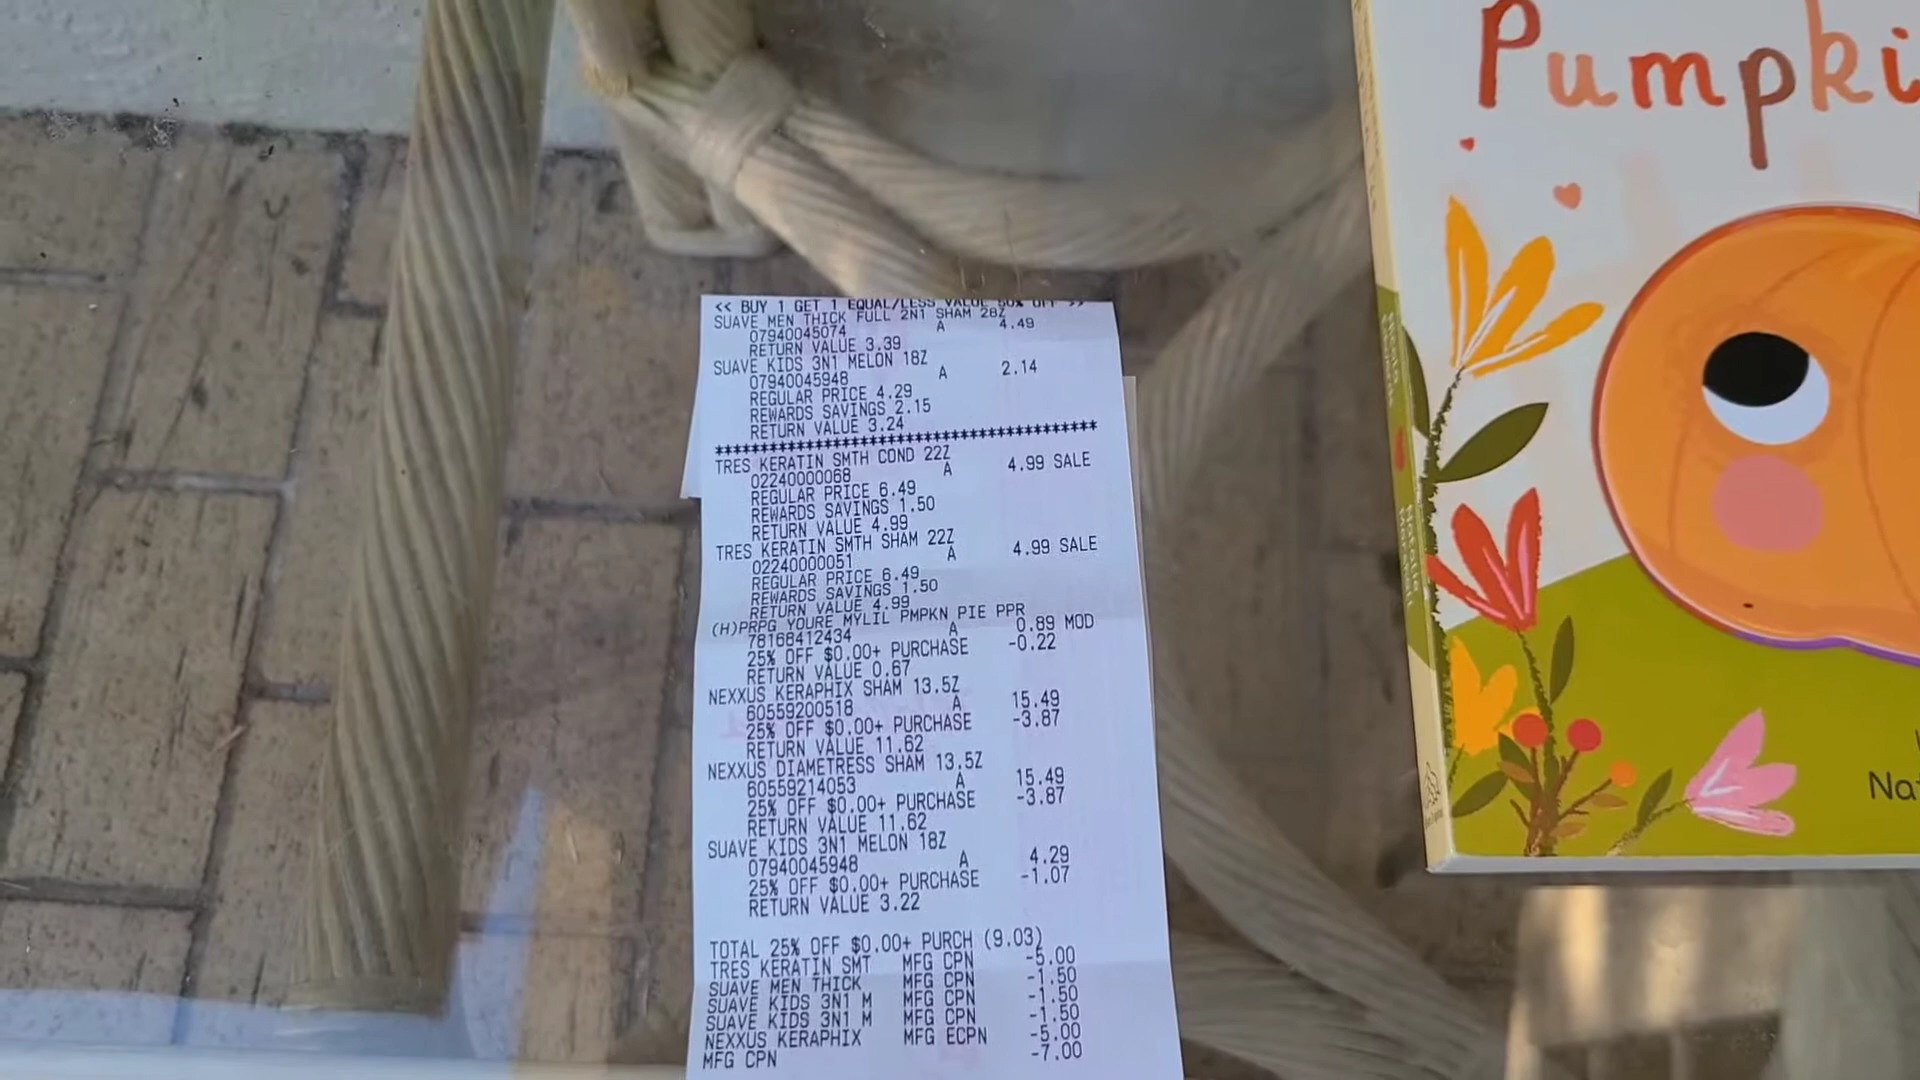 << BUY 1 GET 1 EQUAL/LESS VALUE 50% OFF >>
SUAVE MEN THICK FULL 2N1 SHAM 28Z
07940045074 A 4.49
RETURN VALUE 3.39
SUAVE KIDS 3N1 MELON 18Z
07940045948 A 2.14
REGULAR PRICE 4.29
REWARDS SAVINGS 2.15
RETURN VALUE 3.24
****************************************
TRES KERATIN SMTH COND 22Z
02240000068 A 4.99 SALE
REGULAR PRICE 6.49
REWARDS SAVINGS 1.50
RETURN VALUE 4.99
TRES KERATIN SMTH SHAM 22Z
02240000051 A 4.99 SALE
REGULAR PRICE 6.49
REWARDS SAVINGS 1.50
RETURN VALUE 4.99
(H)PRPG YOURE MYLIL PMPKN PIE PPR
78168412434 A 0.89 MOD
25% OFF $0.00+ PURCHASE -0.22
RETURN VALUE 0.67
NEXXUS KERAPHIX SHAM 13.5Z
60559200518 A 15.49
25% OFF $0.00+ PURCHASE -3.87
RETURN VALUE 11.62
NEXXUS DIAMETRESS SHAM 13.5Z
60559214053 A 15.49
25% OFF $0.00+ PURCHASE -3.87
RETURN VALUE 11.62
SUAVE KIDS 3N1 MELON 18Z
07940045948 A 4.29
25% OFF $0.00+ PURCHASE -1.07
RETURN VALUE 3.22
TOTAL 25% OFF $0.00+ PURCH (9.03)
TRES KERATIN SMT MFG CPN -5.00
SUAVE MEN THICK MFG CPN -1.50
SUAVE KIDS 3N1 M MFG CPN -1.50
SUAVE KIDS 3N1 M MFG CPN -1.50
NEXXUS KERAPHIX MFG ECPN -5.00
MFG CPN -7.00
Pumpki
Nat